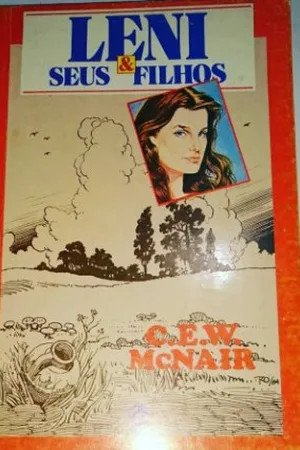 LENI
& SEUS FILHOS
C.E.W.
McNAIR